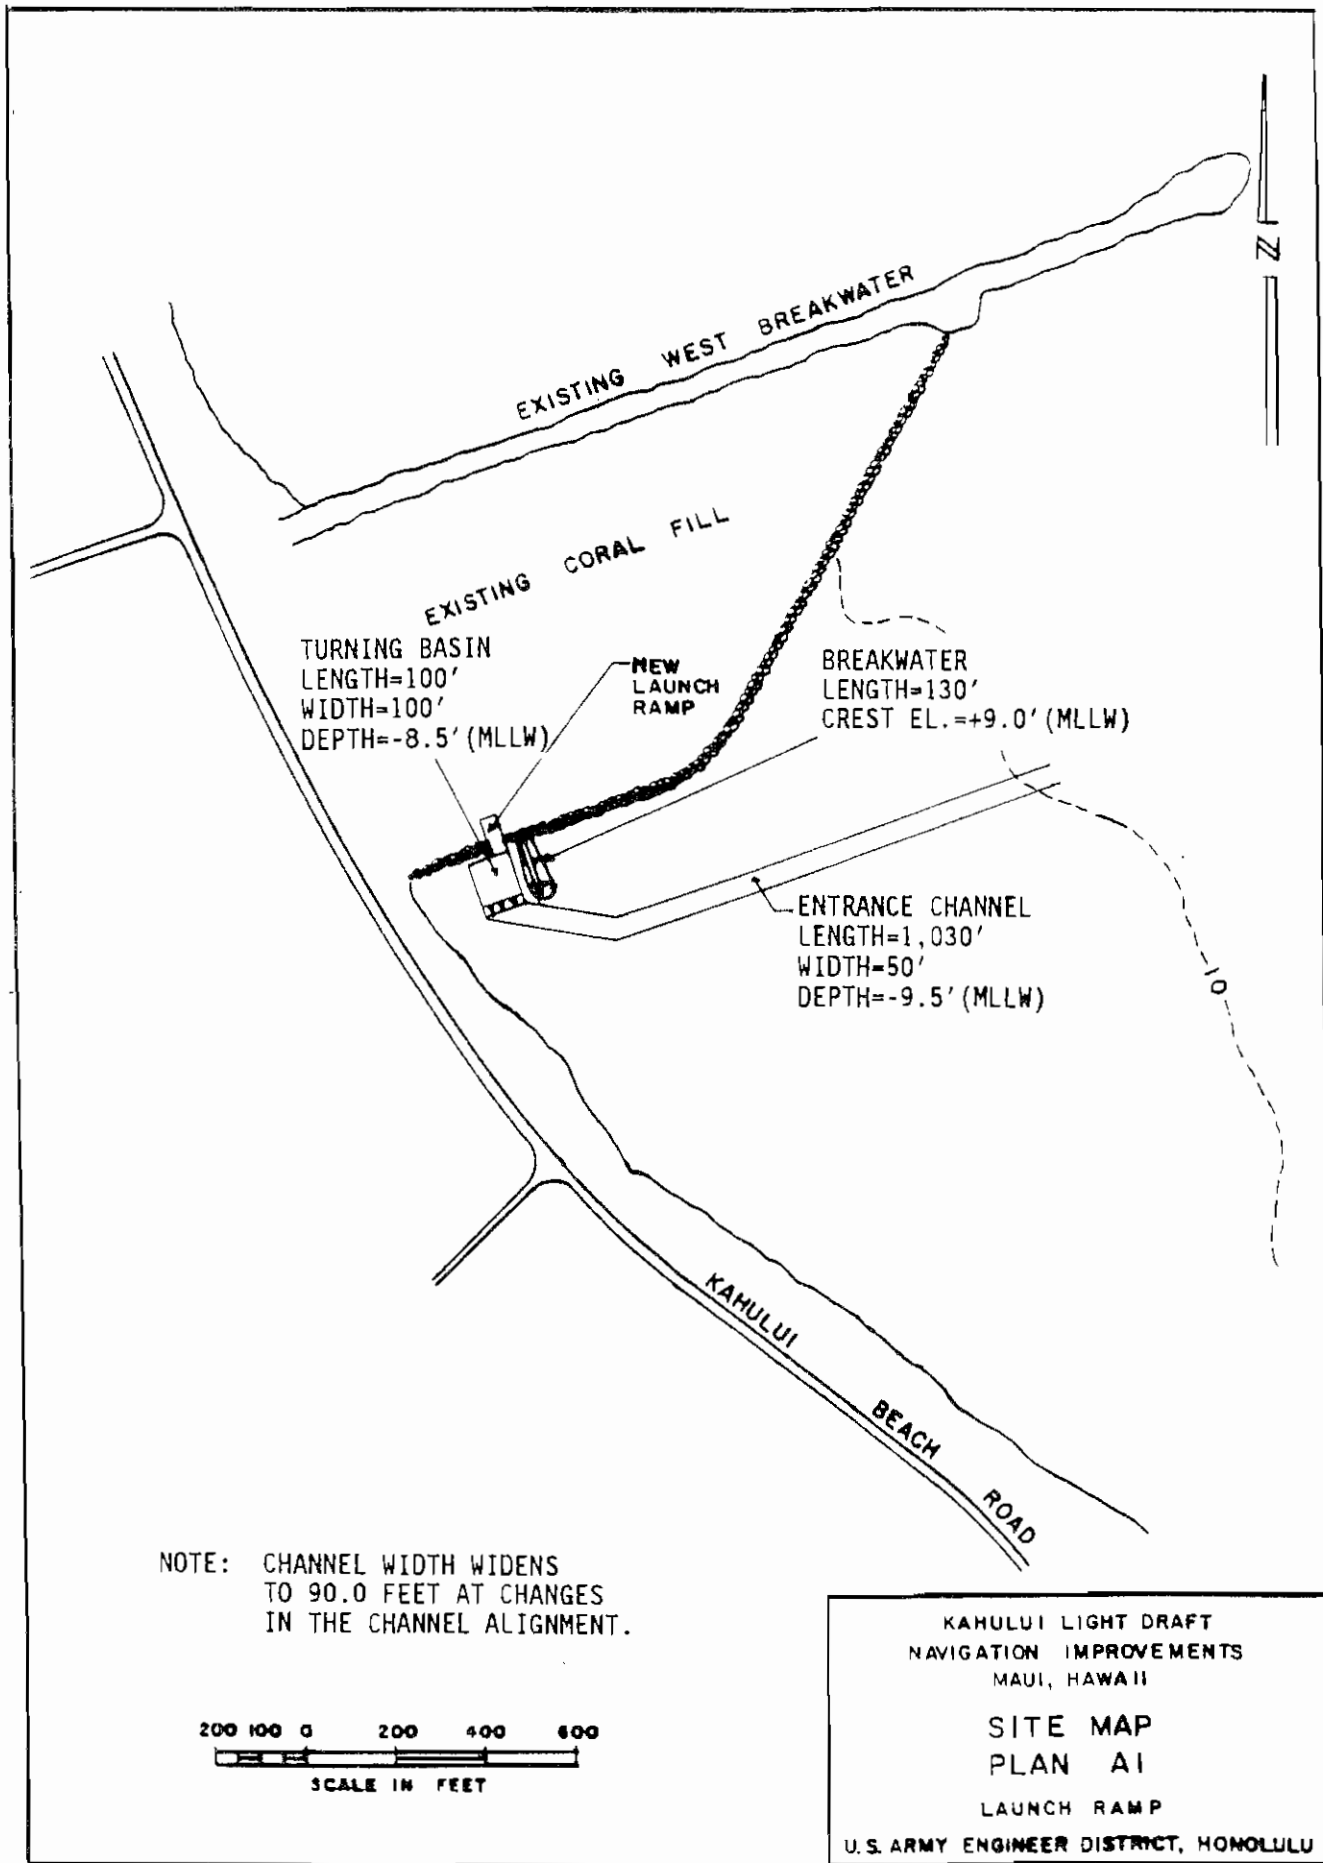 N
EXISTING WEST BREAKWATER
EXISTING CORAL FILL
TURNING BASIN
LENGTH=100'
WIDTH=100'
DEPTH=-8.5' (MLLW)
NEW
LAUNCH
RAMP
BREAKWATER
LENGTH=130'
CREST EL.=+9.0' (MLLW)
ENTRANCE CHANNEL
LENGTH=1,030'
WIDTH=50'
DEPTH=-9.5' (MLLW)
10
KAHULUI BEACH ROAD
NOTE: CHANNEL WIDTH WIDENS
TO 90.0 FEET AT CHANGES
IN THE CHANNEL ALIGNMENT.
200 100 0 200 400 600
SCALE IN FEET
KAHULUI LIGHT DRAFT
NAVIGATION IMPROVEMENTS
MAUI, HAWAII
SITE MAP
PLAN A1
LAUNCH RAMP
U.S. ARMY ENGINEER DISTRICT, HONOLULU